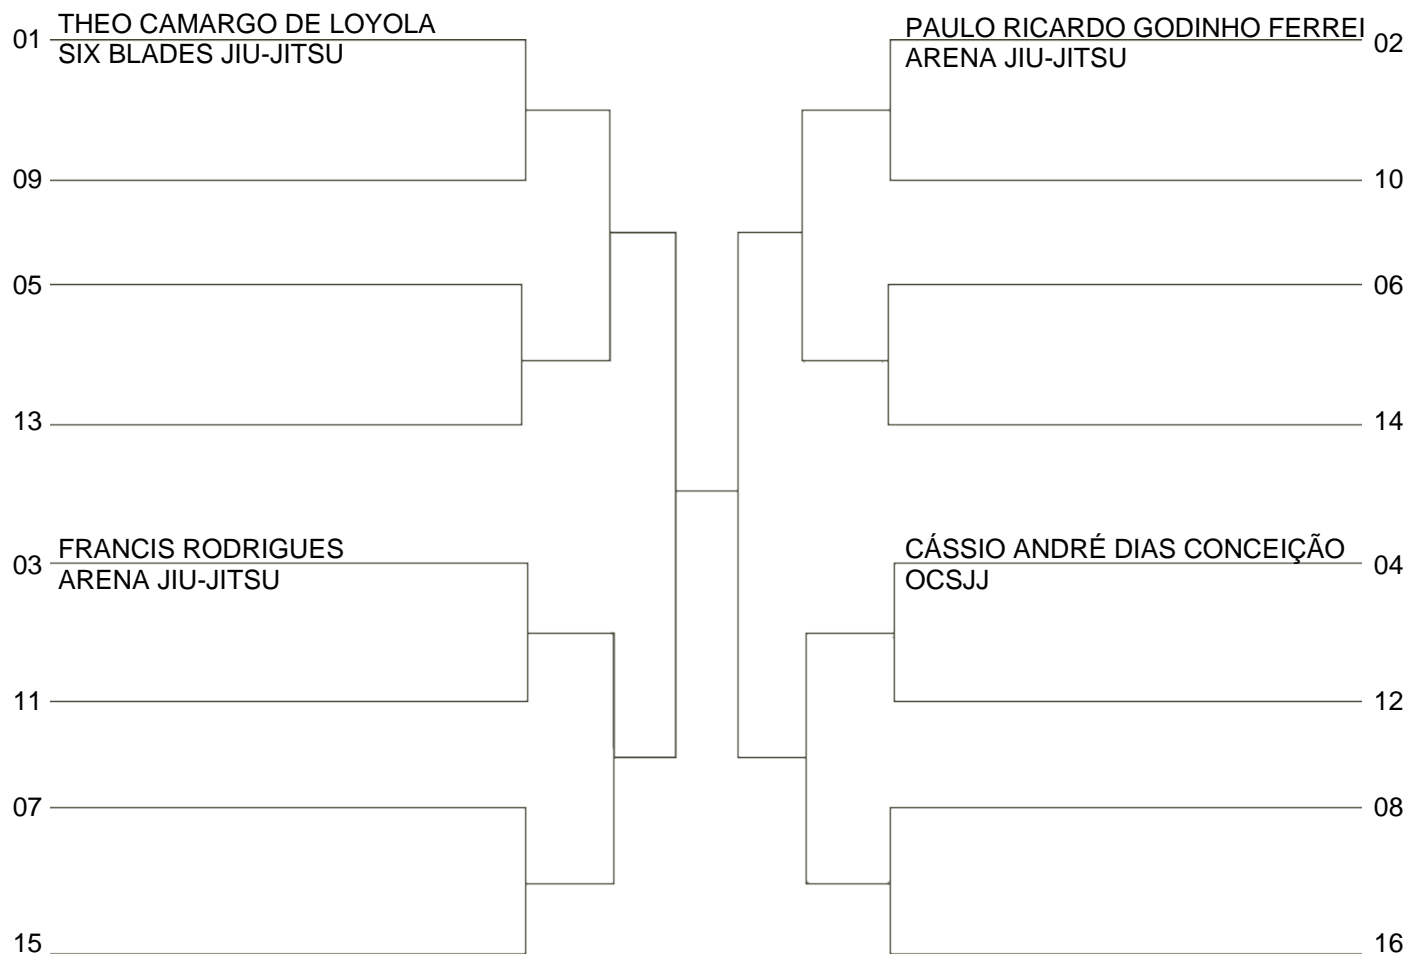 01
THEO CAMARGO DE LOYOLA
SIX BLADES JIU-JITSU
09
05
13
03
FRANCIS RODRIGUES
ARENA JIU-JITSU
11
07
15
PAULO RICARDO GODINHO FERREI
ARENA JIU-JITSU
02
10
06
14
CÁSSIO ANDRÉ DIAS CONCEIÇÃO
OCSJJ
04
12
08
16